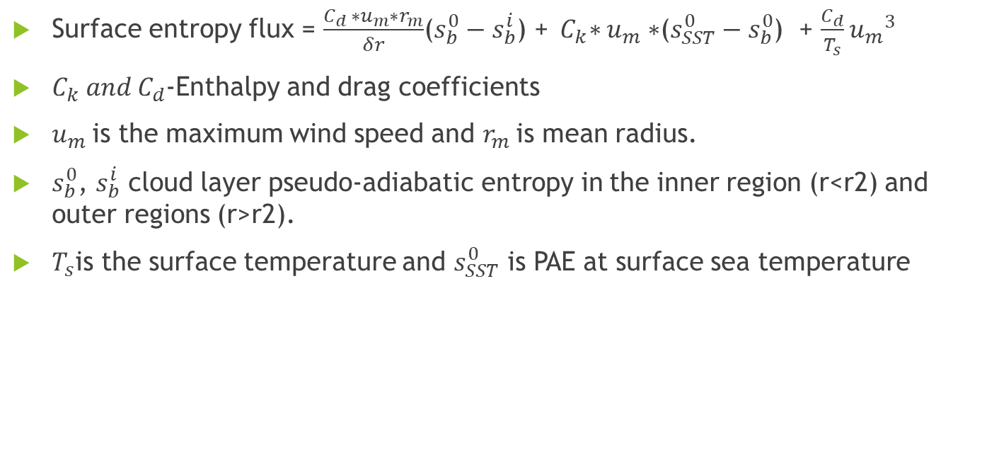 Surface entropy flux = \frac{C_d * u_m * r_m}{\delta r}(s_b^0 − s_b^i) + C_k * u_m *(s_{SST}^0 − s_b^0) + \frac{C_d}{T_s} {u_m}^3
C_k and C_d-Enthalpy and drag coefficients
u_m is the maximum wind speed and r_m is mean radius.
s_b^0, s_b^i cloud layer pseudo-adiabatic entropy in the inner region (r<r2) and
outer regions (r>r2).
T_s is the surface temperature and s_{SST}^0 is PAE at surface sea temperature